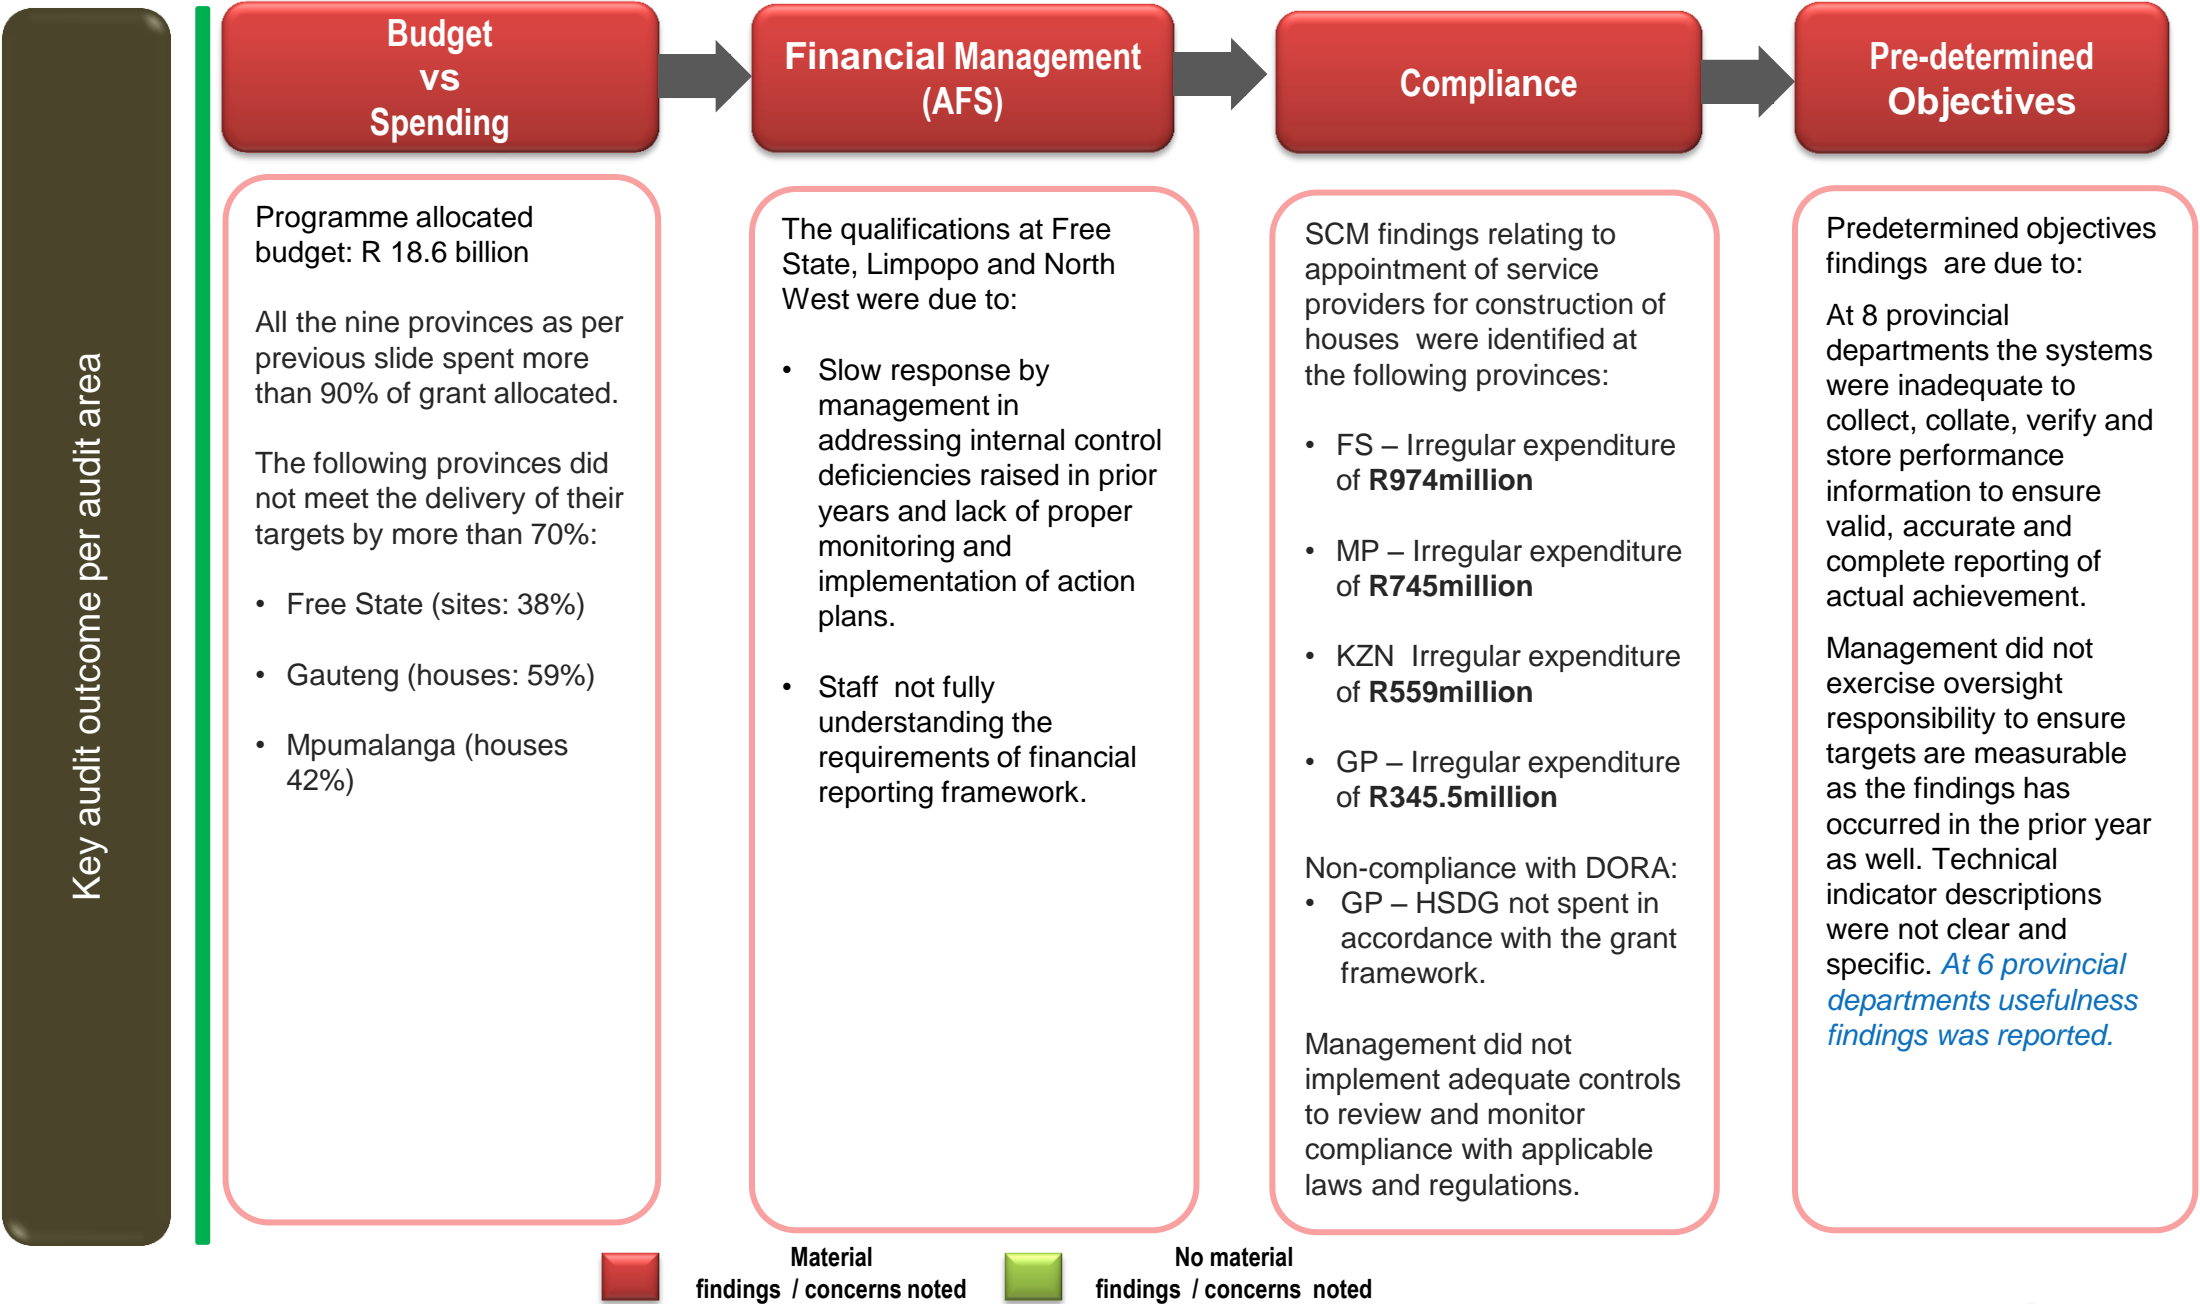 Key audit outcome per audit area
Budget
vs
Spending
Financial Management
(AFS)
Compliance
Pre-determined
Objectives
Programme allocated
budget: R 18.6 billion
All the nine provinces as per
previous slide spent more
than 90% of grant allocated.
The following provinces did
not meet the delivery of their
targets by more than 70%:
• Free State (sites: 38%)
• Gauteng (houses: 59%)
• Mpumalanga (houses
42%)
The qualifications at Free
State, Limpopo and North
West were due to:
• Slow response by
management in
addressing internal control
deficiencies raised in prior
years and lack of proper
monitoring and
implementation of action
plans.
• Staff not fully
understanding the
requirements of financial
reporting framework.
SCM findings relating to
appointment of service
providers for construction of
houses were identified at
the following provinces:
• FS – Irregular expenditure
of R974million
• MP – Irregular expenditure
of R745million
• KZN Irregular expenditure
of R559million
• GP – Irregular expenditure
of R345.5million
Non-compliance with DORA:
• GP – HSDG not spent in
accordance with the grant
framework.
Management did not
implement adequate controls
to review and monitor
compliance with applicable
laws and regulations.
Predetermined objectives
findings are due to:
At 8 provincial
departments the systems
were inadequate to
collect, collate, verify and
store performance
information to ensure
valid, accurate and
complete reporting of
actual achievement.
Management did not
exercise oversight
responsibility to ensure
targets are measurable
as the findings has
occurred in the prior year
as well. Technical
indicator descriptions
were not clear and
specific. At 6 provincial
departments usefulness
findings was reported.
Material
findings / concerns noted
No material
findings / concerns noted